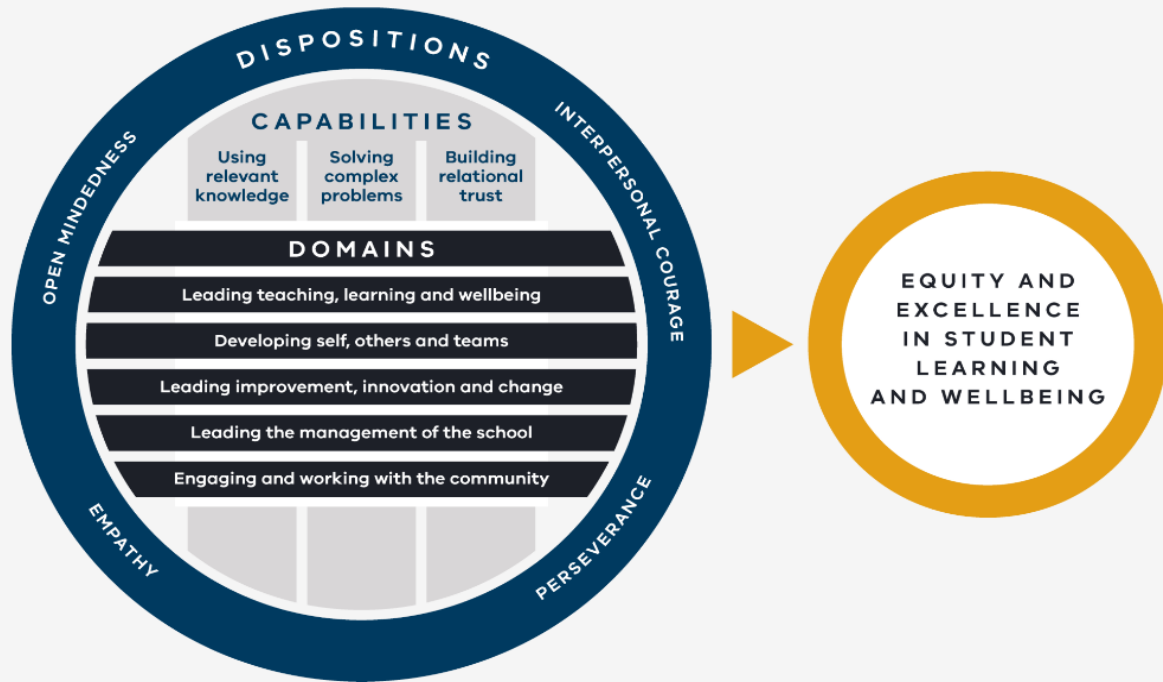 DISPOSITIONS
OPEN MINDEDNESS
INTERPERSONAL COURAGE
EMPATHY
PERSEVERANCE
CAPABILITIES
Using
relevant
knowledge
Solving
complex
problems
Building
relational
trust
DOMAINS
Leading teaching, learning and wellbeing
Developing self, others and teams
Leading improvement, innovation and change
Leading the management of the school
Engaging and working with the community
EQUITY AND
EXCELLENCE
IN STUDENT
LEARNING
AND WELLBEING